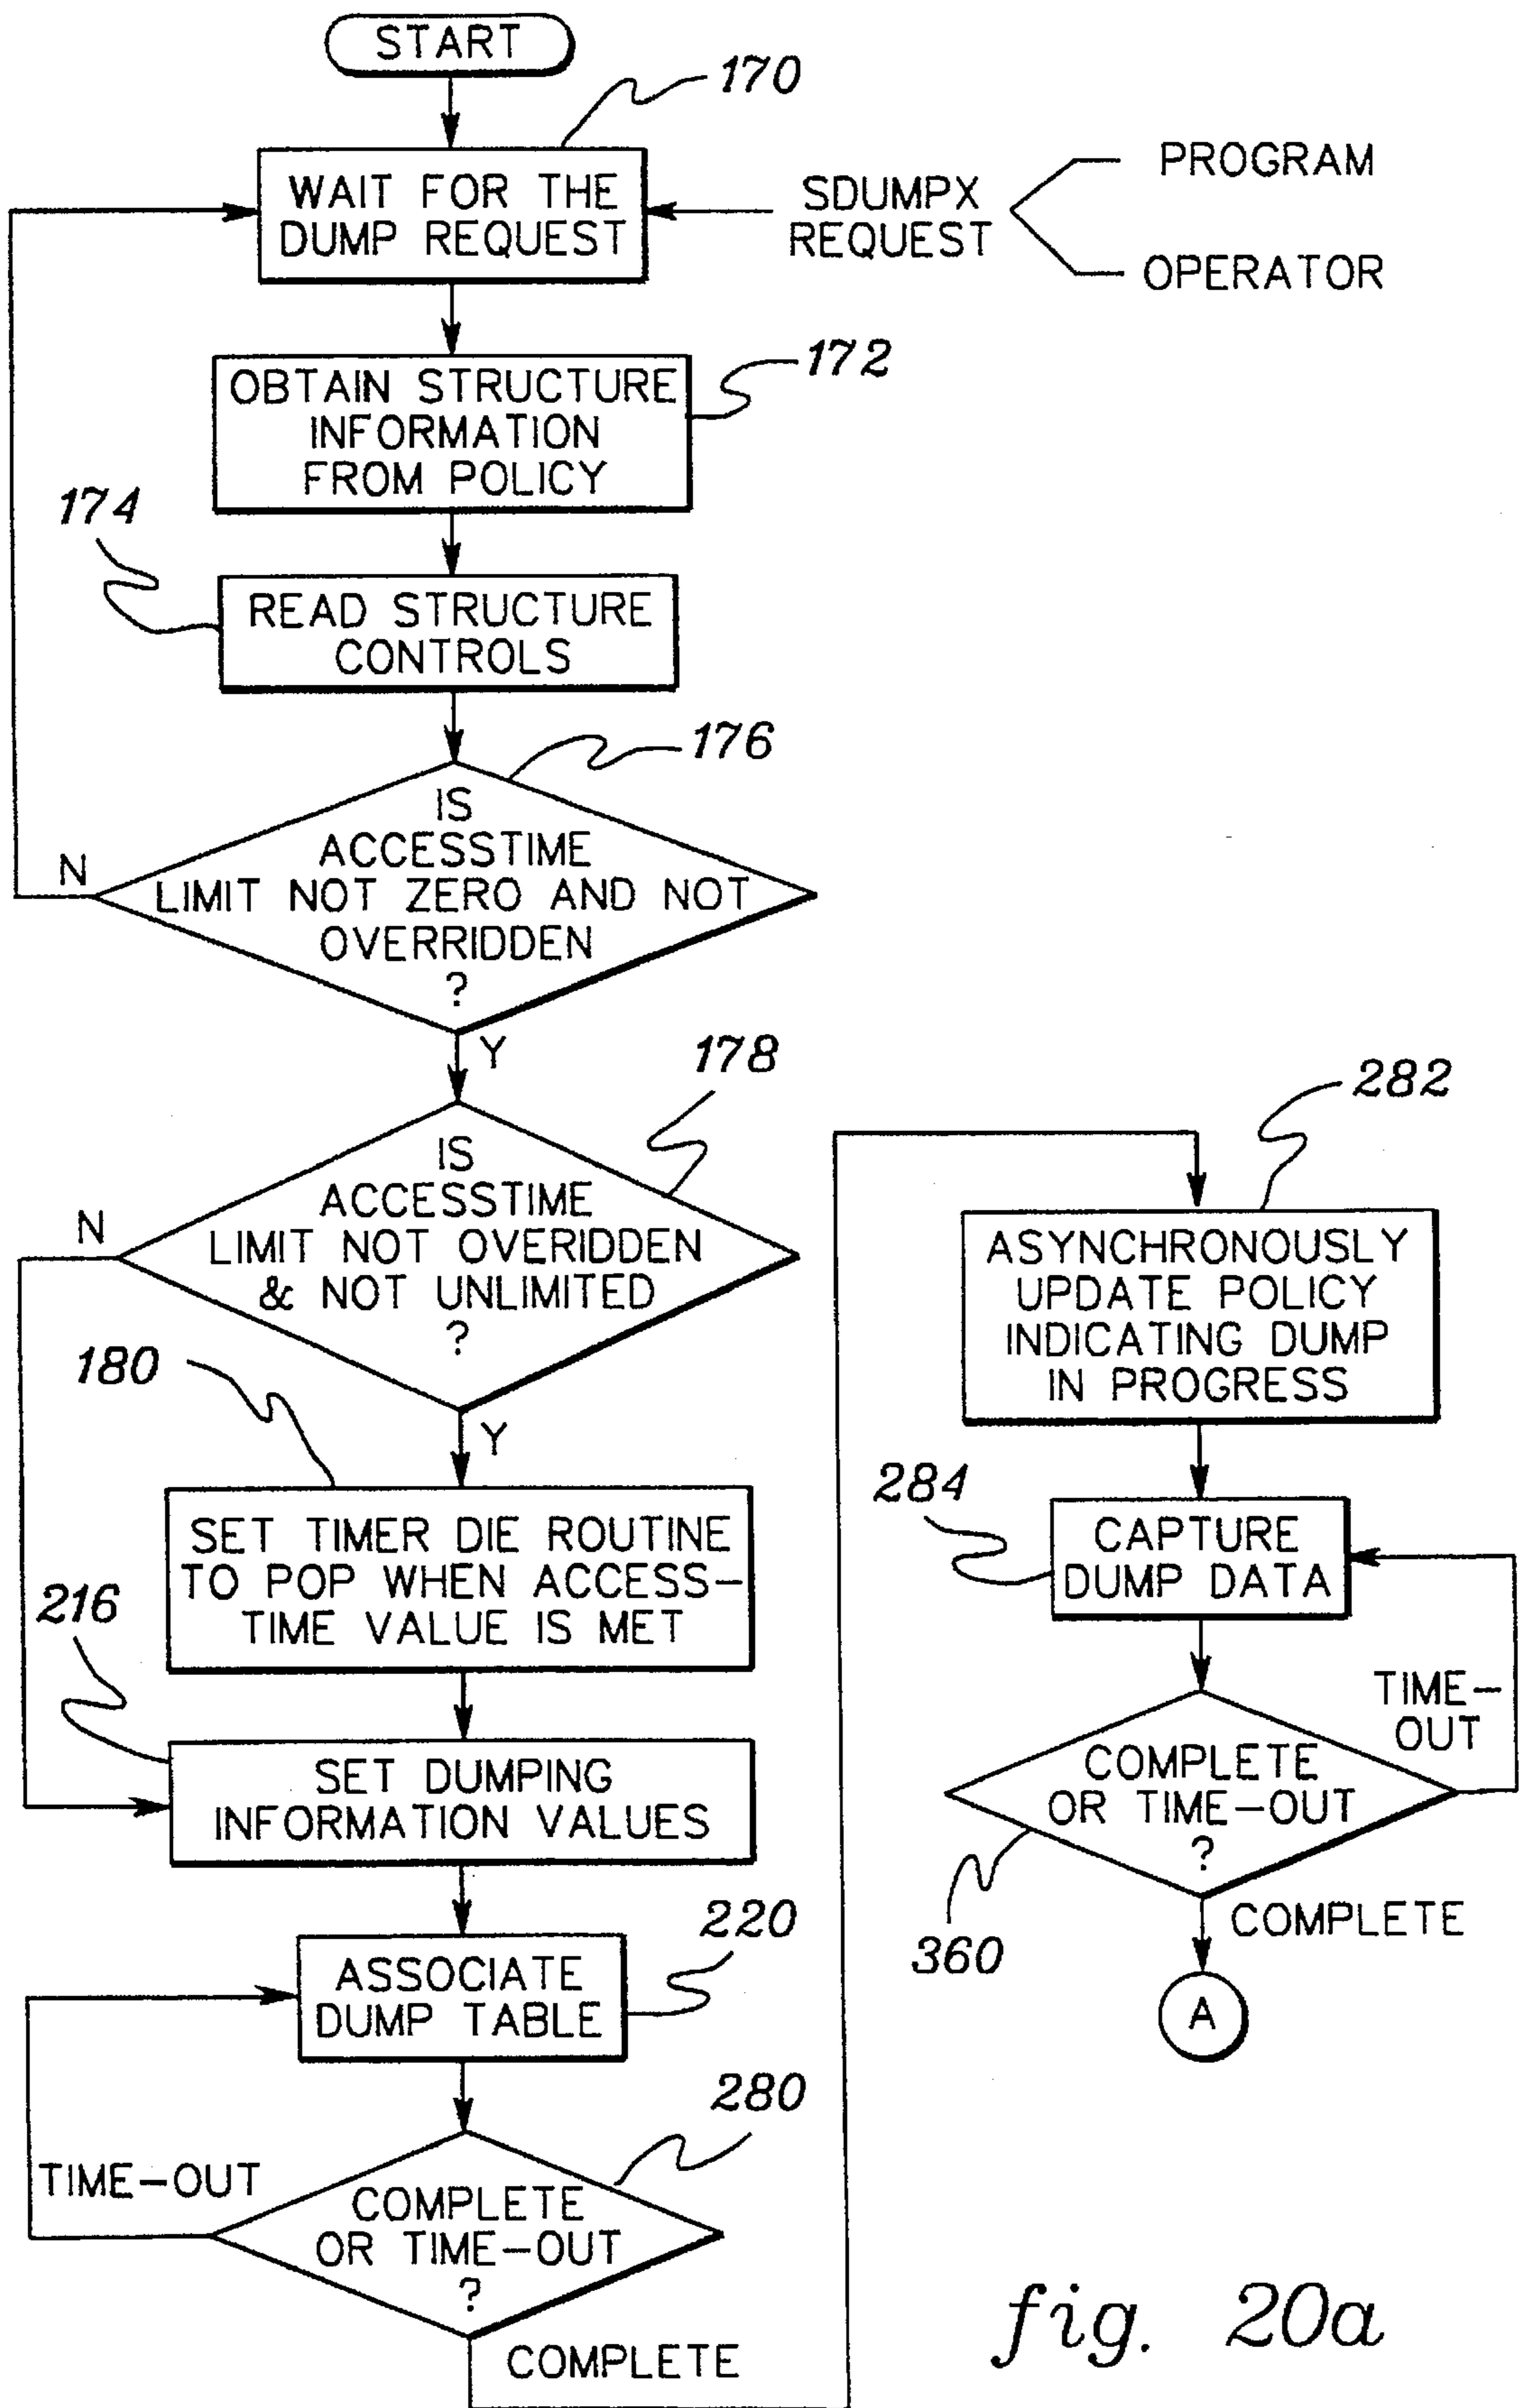 START
170
WAIT FOR THE
DUMP REQUEST
SDUMPX
REQUEST
PROGRAM
OPERATOR
172
OBTAIN STRUCTURE
INFORMATION
FROM POLICY
174
READ STRUCTURE
CONTROLS
176
IS
ACCESSTIME
LIMIT NOT ZERO AND NOT
OVERRIDDEN
?
N
Y
178
IS
ACCESSTIME
LIMIT NOT OVERIDDEN
& NOT UNLIMITED
?
N
Y
180
SET TIMER DIE ROUTINE
TO POP WHEN ACCESS-
TIME VALUE IS MET
216
SET DUMPING
INFORMATION VALUES
220
ASSOCIATE
DUMP TABLE
280
TIME-OUT
COMPLETE
OR TIME-OUT
?
COMPLETE
282
ASYNCHRONOUSLY
UPDATE POLICY
INDICATING DUMP
IN PROGRESS
284
CAPTURE
DUMP DATA
TIME-
OUT
COMPLETE
OR TIME-OUT
?
360
COMPLETE
A
fig. 20a